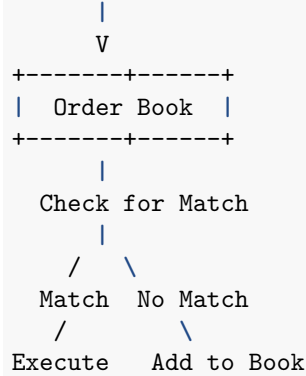 |
V
+-------+------+
|  Order Book  |
+-------+------+
|
Check for Match
|
/  \
Match  No Match
/        \
Execute   Add to Book